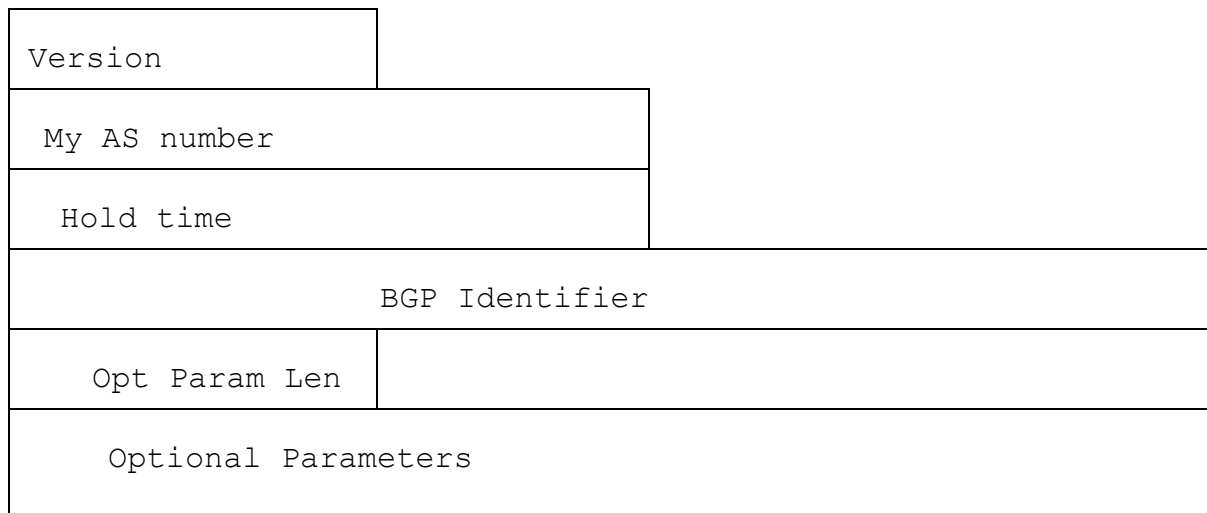 Version
My AS number
Hold time
BGP Identifier
Opt Param Len
Optional Parameters